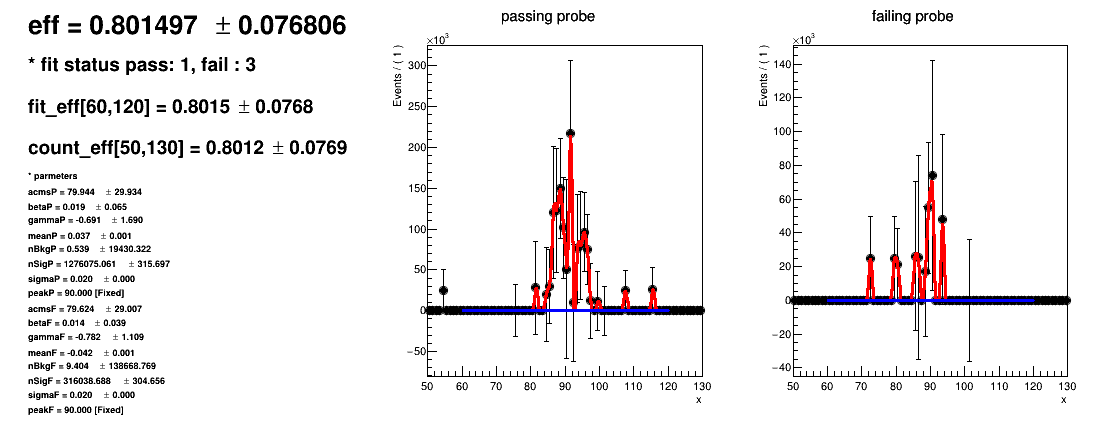 eff = 0.801497 ± 0.076806
* fit status pass: 1, fail : 3
fit_eff[60,120] = 0.8015 ± 0.0768
count_eff[50,130] = 0.8012 ± 0.0769
* parmeters
acmsP = 79.944 ± 29.934
betaP = 0.019 ± 0.065
gammaP = -0.691 ± 1.690
meanP = 0.037 ± 0.001
nBkgP = 0.539 ± 19430.322
nSigP = 1276075.061 ± 315.697
sigmaP = 0.020 ± 0.000
peakP = 90.000 [Fixed]
acmsF = 79.624 ± 29.007
betaF = 0.014 ± 0.039
gammaF = -0.782 ± 1.109
meanF = -0.042 ± 0.001
nBkgF = 9.404 ± 138668.769
nSigF = 316038.688 ± 304.656
sigmaF = 0.020 ± 0.000
peakF = 90.000 [Fixed]
passing probe
×10³
Events / ( 1 )
300
250
200
150
100
50
0
−50
50 60 70 80 90 100 110 120 130
x
failing probe
×10³
Events / ( 1 )
140
120
100
80
60
40
20
0
−20
−40
50 60 70 80 90 100 110 120 130
x